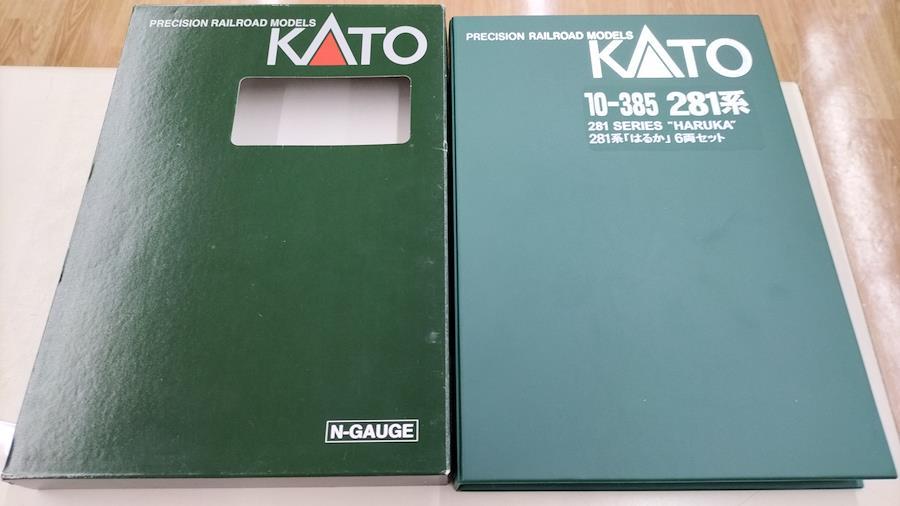 PRECISION RAILROAD MODELS
KATO
N-GAUGE
PRECISION RAILROAD MODELS
KATO
10-385 281系
281 SERIES "HARUKA"
281系「はるか」6両セット